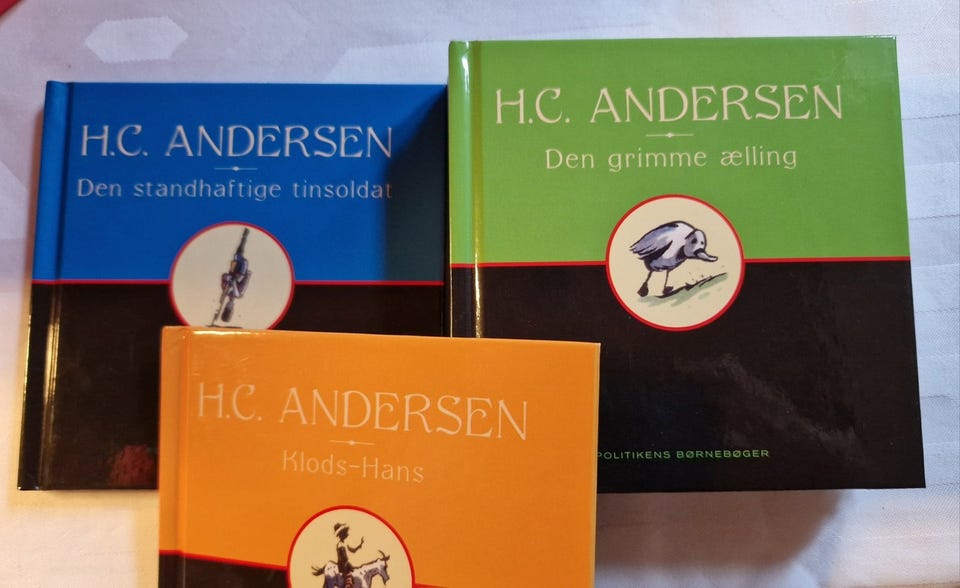 H.C. ANDERSEN
Den standhaftige tinsoldat
H.C. ANDERSEN
Den grimme ælling
POLITIKENS BØRNEBØGER
H.C. ANDERSEN
Klods-Hans